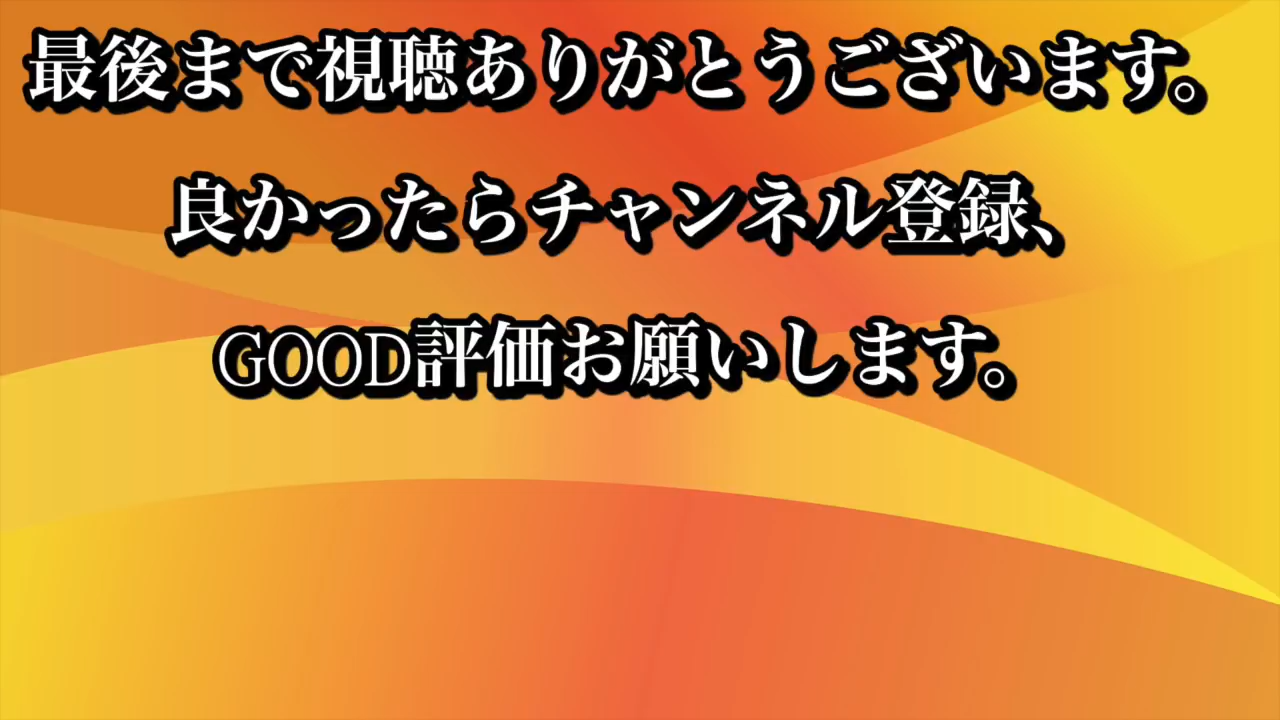 最後まで視聴ありがとうございます。
良かったらチャンネル登録、
GOOD評価お願いします。